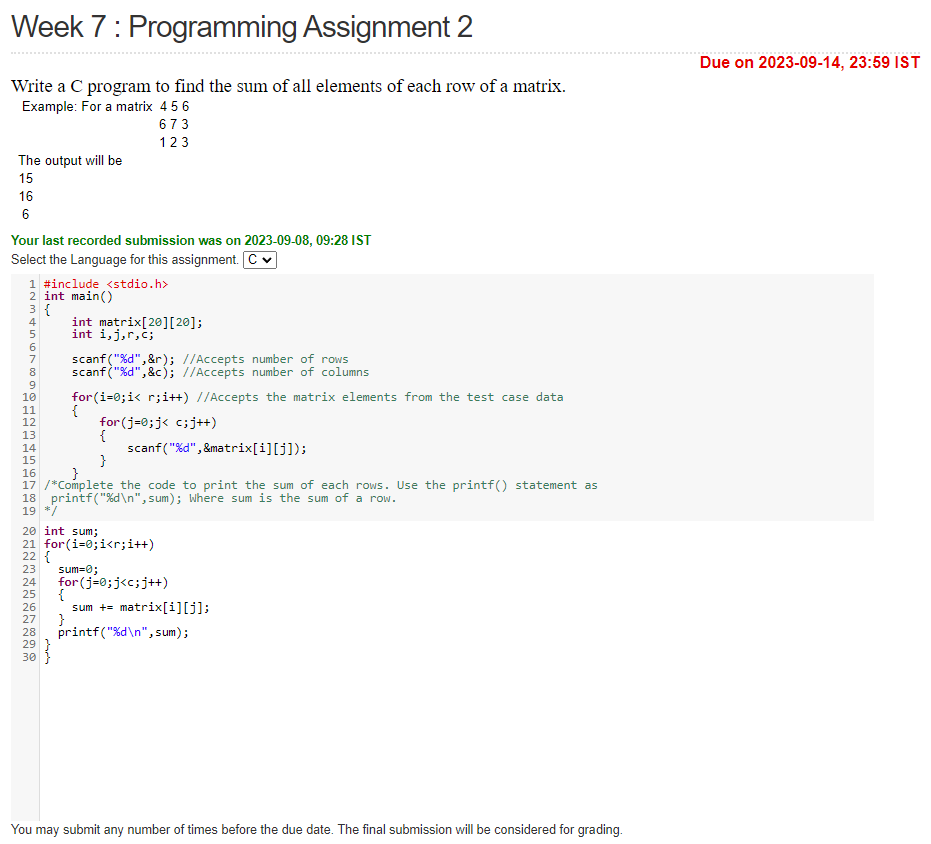 Week 7 : Programming Assignment 2
Due on 2023-09-14, 23:59 IST
Write a C program to find the sum of all elements of each row of a matrix.
Example: For a matrix 4 5 6
6 7 3
1 2 3
The output will be
15
16
6
Your last recorded submission was on 2023-09-08, 09:28 IST
Select the Language for this assignment. C
1 #include <stdio.h>
2 int main()
3 {
4     int matrix[20][20];
5     int i,j,r,c;
6
7     scanf("%d",&r); //Accepts number of rows
8     scanf("%d",&c); //Accepts number of columns
9
10     for(i=0;i< r;i++) //Accepts the matrix elements from the test case data
11     {
12         for(j=0;j< c;j++)
13         {
14             scanf("%d",&matrix[i][j]);
15         }
16     }
17 /*Complete the code to print the sum of each rows. Use the printf() statement as
18  printf("%d\n",sum); Where sum is the sum of a row.
19 */
20 int sum;
21 for(i=0;i<r;i++)
22 {
23   sum=0;
24   for(j=0;j<c;j++)
25   {
26     sum += matrix[i][j];
27   }
28   printf("%d\n",sum);
29 }
30 }
You may submit any number of times before the due date. The final submission will be considered for grading.